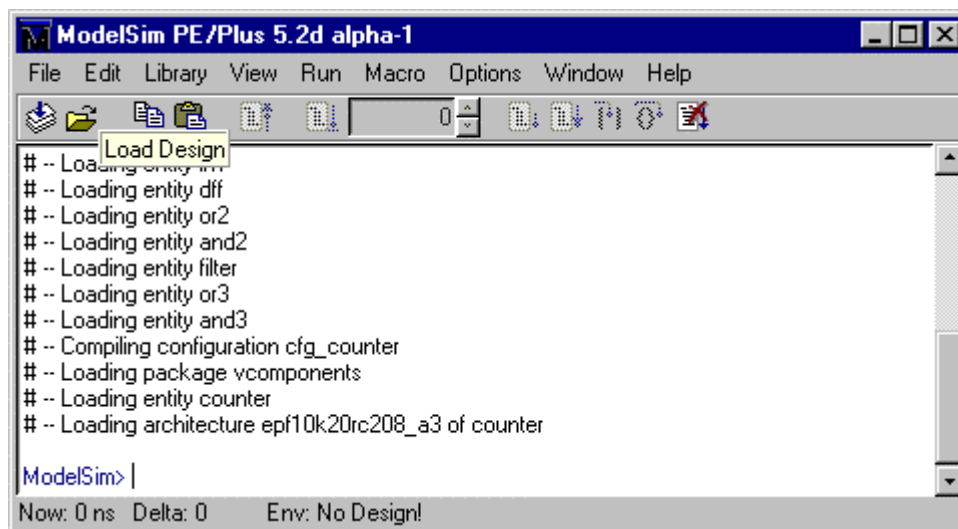 ModelSim PE/Plus 5.2d alpha-1
File Edit Library View Run Macro Options Window Help
0
Load Design
# -- Loading entity
# -- Loading entity dff
# -- Loading entity or2
# -- Loading entity and2
# -- Loading entity filter
# -- Loading entity or3
# -- Loading entity and3
# -- Compiling configuration cfg_counter
# -- Loading package vcomponents
# -- Loading entity counter
# -- Loading architecture epf10k20rc208_a3 of counter
ModelSim>
Now: 0 ns Delta: 0 Env: No Design!